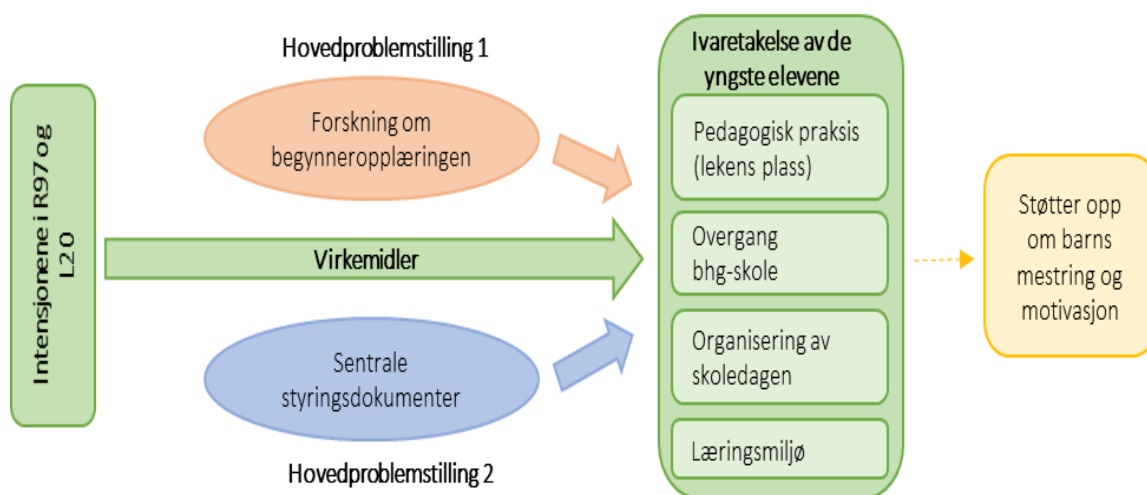 Intensjonene i R97 og
L20
Hovedproblemstilling 1
Forskning om
begynneropplæringen
Virkemidler
Sentrale
styringsdokumenter
Hovedproblemstilling 2
Ivaretakelse av de
yngste elevene
Pedagogisk praksis
(lekens plass)
Overgang
bhg-skole
Organisering av
skoledagen
Læringsmiljø
Støtter opp
om barns
mestring og
motivasjon